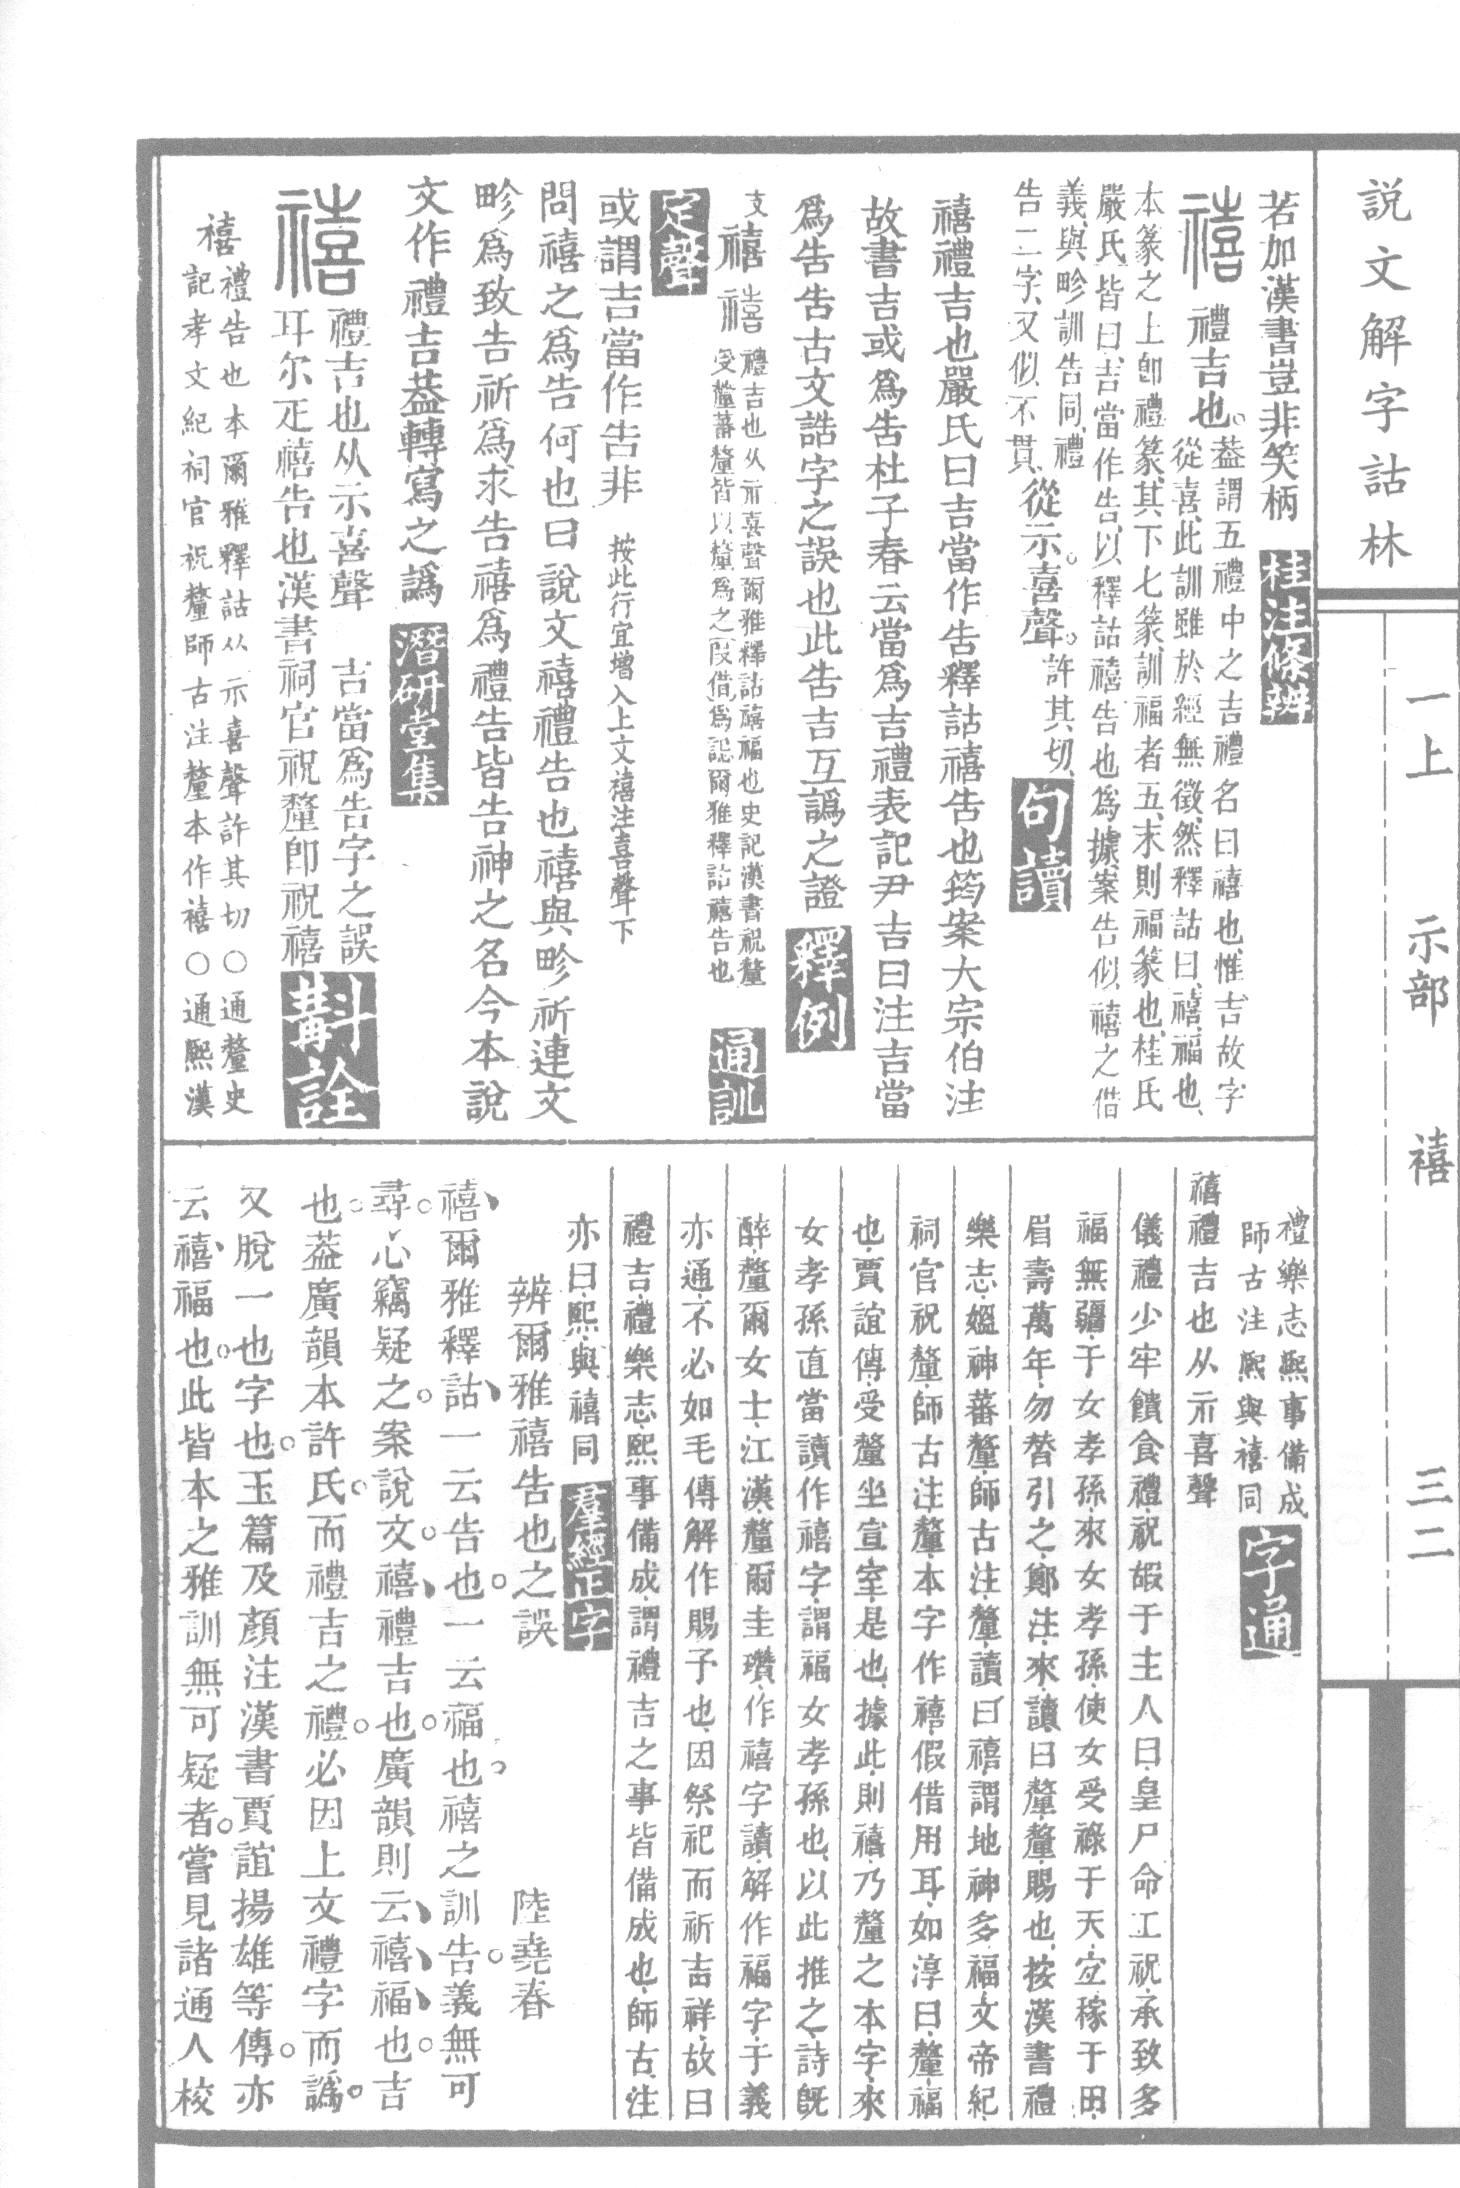 說文解字詁林
一上 示部 禧 三二
若加漢書豈非笑柄 桂注條辨
禧 禮吉也。葢謂五禮中之吉禮名曰禧也、惟吉故字
從喜、此訓雖於經無徵、然釋詁曰、禧、福也、
本篆之上卽禮篆、其下七篆、訓福者五、末則福篆也、桂氏
嚴氏皆曰、吉當作告、以釋詁禧告也爲據、案告似禧之借
義、與畛訓告同、禮
告二字、又似不貫、從示。喜聲。許其切、 句讀
禧禮吉也嚴氏曰吉當作告釋詁禧告也筠案大宗伯注
故書吉或爲告杜子春云當爲吉禮表記尹吉曰注吉當
爲告告古文誥字之誤也此告吉互譌之證 釋例
支 禧 禧 禮吉也从示喜聲爾雅釋詁禧福也史記漢書祝釐
受釐蕃釐皆以釐爲之〔叚借〕爲誋爾雅釋詁禧告也 通訓
定聲
或謂吉當作告非 按此行宜增入上文禧注喜聲下
問禧之爲告何也曰說文禧禮告也禧與畛祈連文
畛爲致告祈爲求告禧爲禮告皆告神之名今本說
文作禮吉葢轉寫之譌 潛研堂集
禧 禮吉也从示喜聲 吉當爲告字之誤
耳尔疋禧告也漢書祠官祝釐卽祝禧 斠詮
禧 禮告也本爾雅釋詁从示喜聲許其切〇通釐史
記孝文紀祠官祝釐師古注釐本作禧〇通熙漢
禮樂志熙事備成
師古注熙與禧同 字通
禧禮吉也从示喜聲
儀禮少牢饋食禮·祝嘏于主人曰·皇尸命工祝·承致多
福無疆·于女孝孫·來女孝孫·使女受祿于天·宜稼于田·
眉壽萬年·勿替引之·鄭注·來讀曰釐·釐·賜也·按漢書禮
樂志·媼神蕃釐·師古注·釐·讀曰禧·謂地神多福·文帝紀·
祠官祝釐·師古注·釐·本字作禧·假借用耳·如淳曰·釐·福
也·賈誼傳·受釐坐宣室·是也·據此·則禧·乃釐之本字·來
女孝孫·直當讀作禧字·謂福女孝孫也·以此推之·詩旣
醉·釐爾女士·江漢·釐爾圭瓚·作禧字讀·解作福字·于義
亦通·不必如毛傳解作賜予也·因祭祀而祈吉祥·故曰
禮吉·禮樂志·熙事備成·謂禮吉之事皆備成也·師古注
亦曰·熙·與禧同 羣經正字
辨爾雅禧告也之誤 陸堯春
禧、爾雅釋詁、一云告也。一云福也。禧之訓告。義無可
尋。心竊疑之。案說文。禧、禮吉也。廣韻則云、禧、福、也。吉
也。葢廣韻本許氏。而禮吉之禮。必因上文禮字而譌。
又脫一也字也。玉篇及顏注漢書賈誼揚雄等傳。亦
云禧、福也。此皆本之雅訓無可疑者。嘗見諸通人校